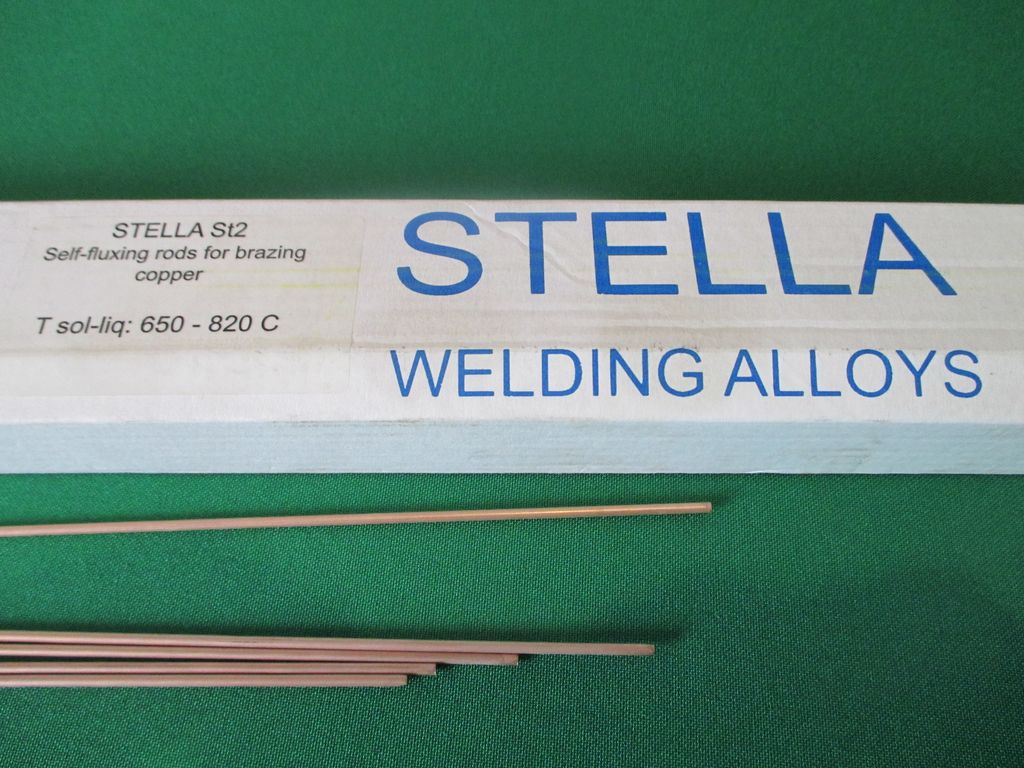 STELLA St2
Self-fluxing rods for brazing
copper
T sol-liq: 650 - 820 C
STELLA
WELDING ALLOYS